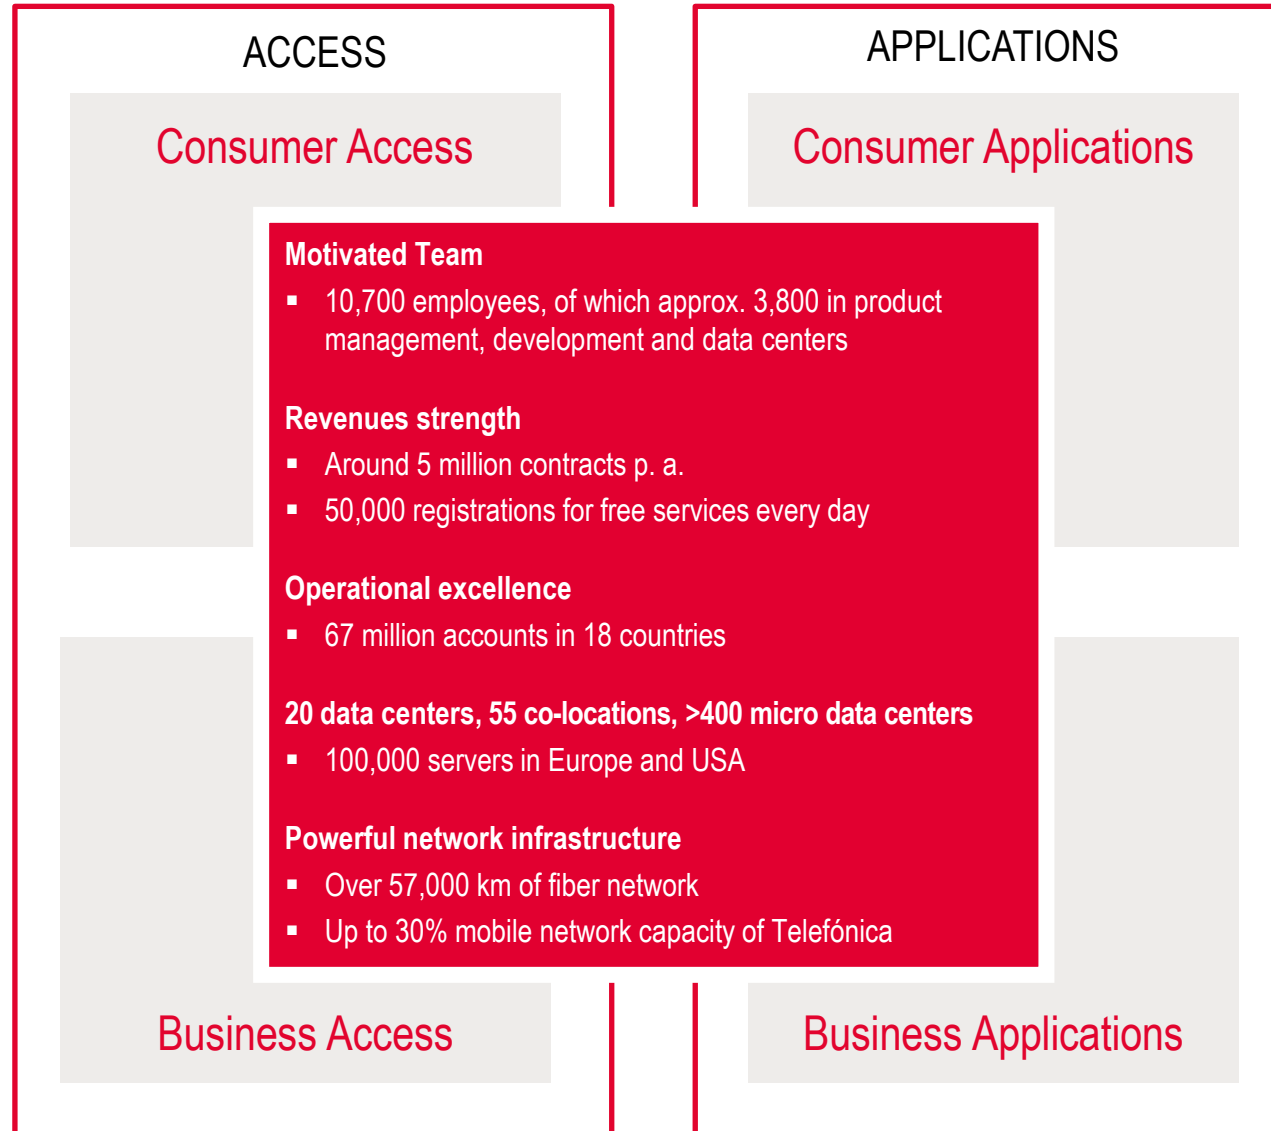 ACCESS
APPLICATIONS
Consumer Access
Consumer Applications
Motivated Team
▪ 10,700 employees, of which approx. 3,800 in product
management, development and data centers
Revenues strength
▪ Around 5 million contracts p. a.
▪ 50,000 registrations for free services every day
Operational excellence
▪ 67 million accounts in 18 countries
20 data centers, 55 co-locations, >400 micro data centers
▪ 100,000 servers in Europe and USA
Powerful network infrastructure
▪ Over 57,000 km of fiber network
▪ Up to 30% mobile network capacity of Telefónica
Business Access
Business Applications